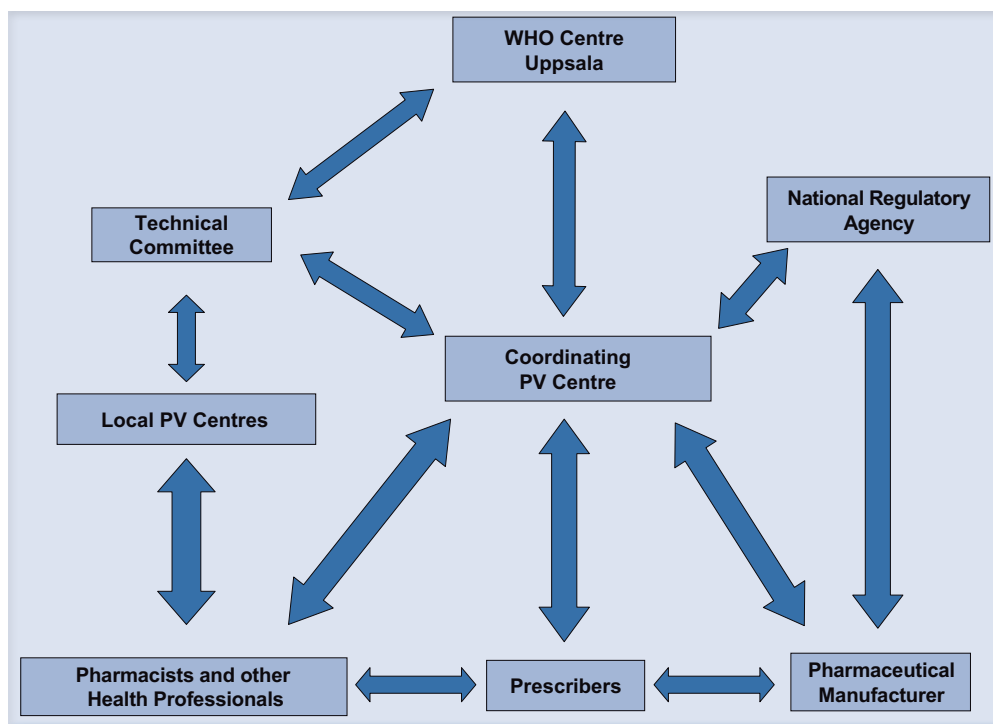 WHO Centre
Uppsala
National Regulatory
Agency
Technical
Committee
Coordinating
PV Centre
Local PV Centres
Pharmacists and other
Health Professionals
Prescribers
Pharmaceutical
Manufacturer